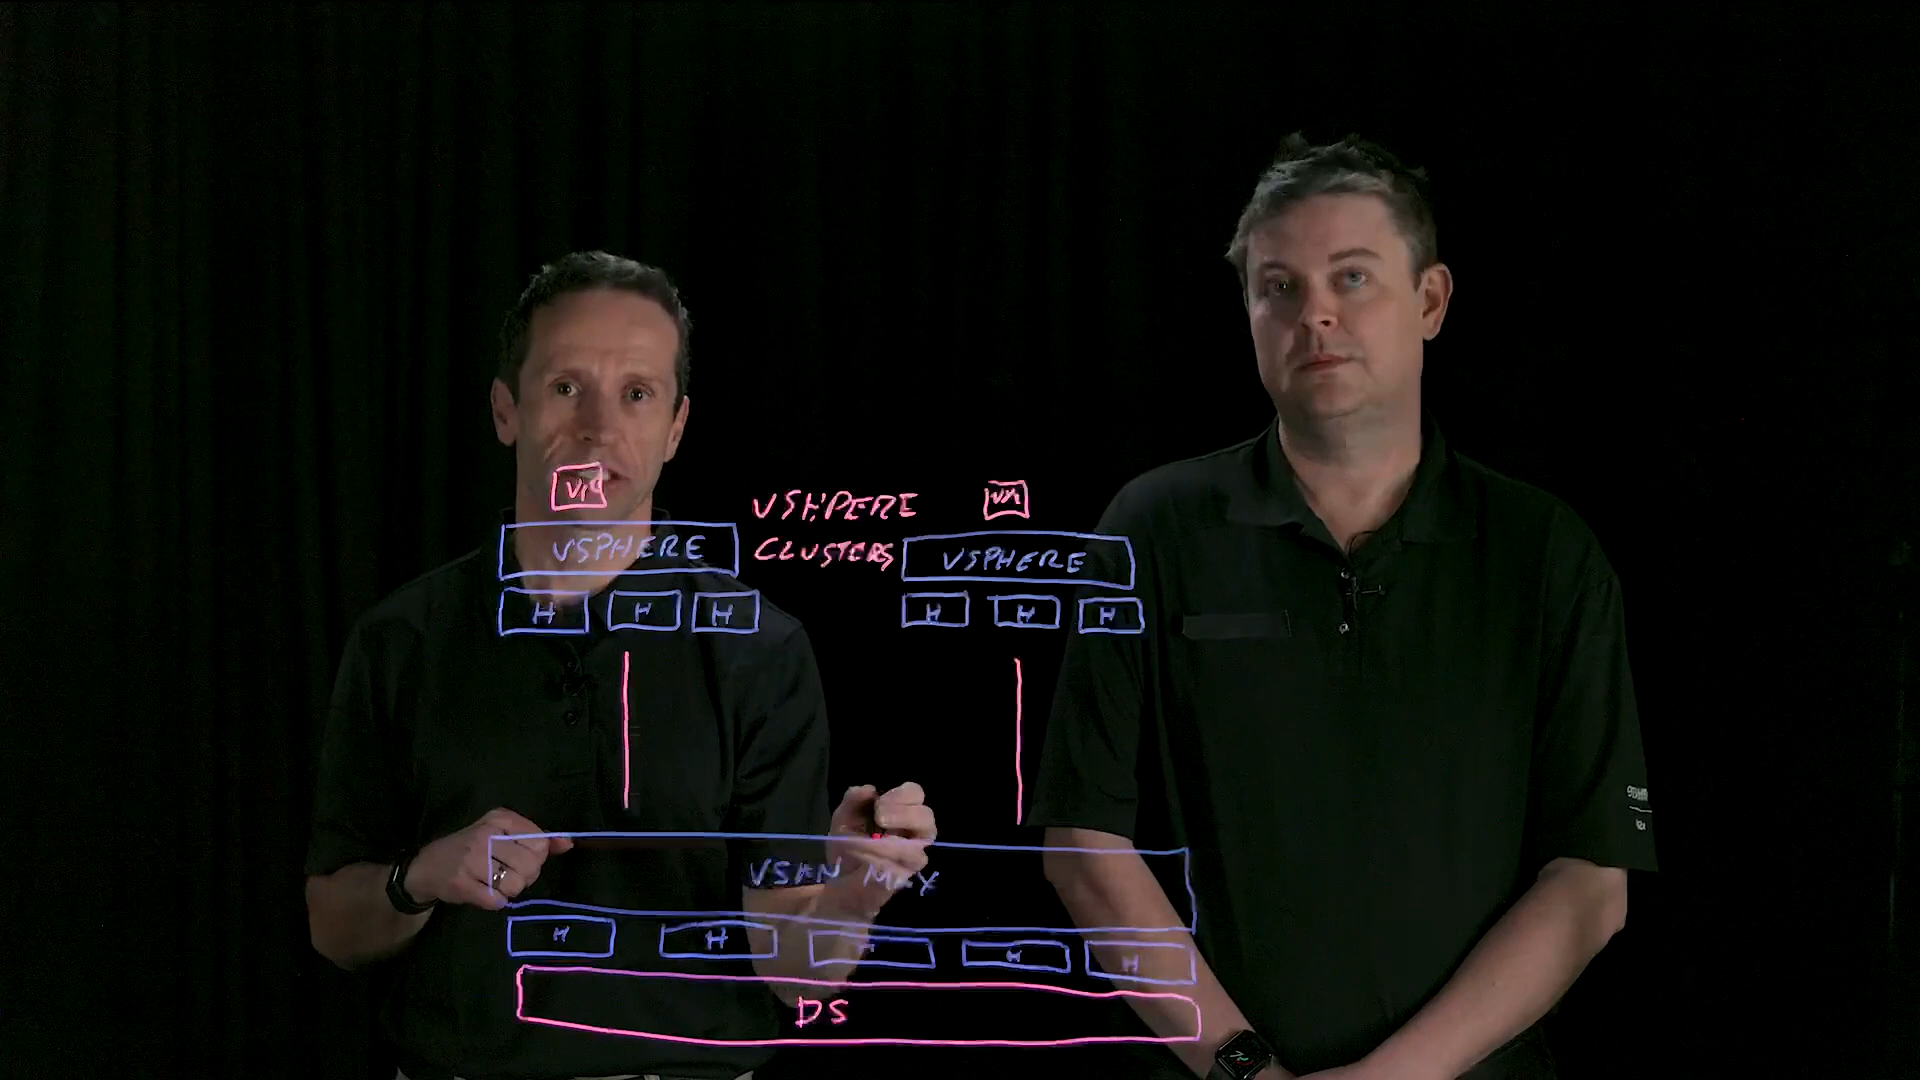 VM
VSHPERE
VM
VSPHERE
CLUSTERS
VSPHERE
H H H
H H H
VSAN MAX
H H H H H
DS